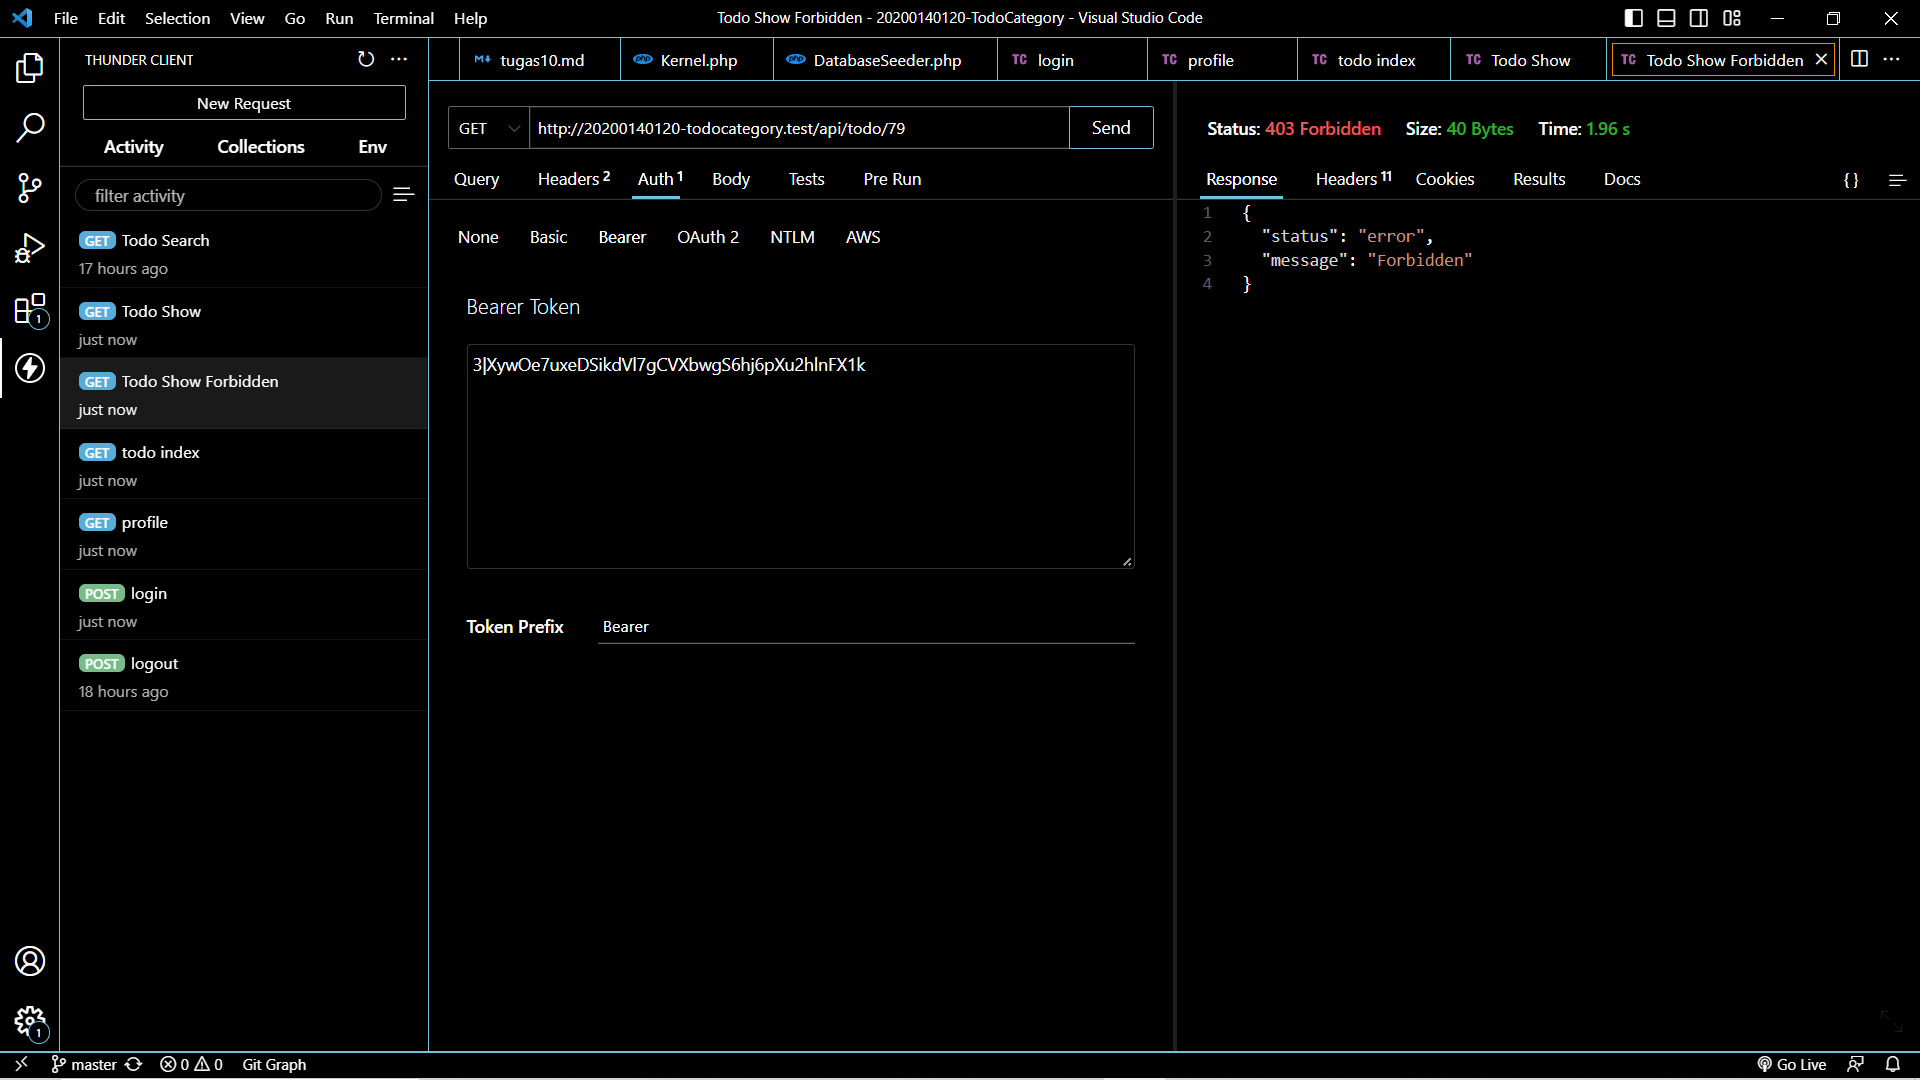 File Edit Selection View Go Run Terminal Help
Todo Show Forbidden - 20200140120-TodoCategory - Visual Studio Code
THUNDER CLIENT
New Request
Activity Collections Env
filter activity
GET Todo Search
17 hours ago
GET Todo Show
just now
GET Todo Show Forbidden
just now
GET todo index
just now
GET profile
just now
POST login
just now
POST logout
18 hours ago
1
1
tugas10.md
php Kernel.php
php DatabaseSeeder.php
TC login
TC profile
TC todo index
TC Todo Show
TC Todo Show Forbidden
GET http://20200140120-todocategory.test/api/todo/79 Send
Query Headers 2 Auth 1 Body Tests Pre Run
None Basic Bearer OAuth 2 NTLM AWS
Bearer Token
3|XywOe7uxeDSikdVl7gCVXbwgS6hj6pXu2hlnFX1k
Token Prefix Bearer
Status: 403 Forbidden Size: 40 Bytes Time: 1.96 s
Response Headers 11 Cookies Results Docs { }
1 {
2 "status": "error",
3 "message": "Forbidden"
4 }
master 0 0 Git Graph
Go Live